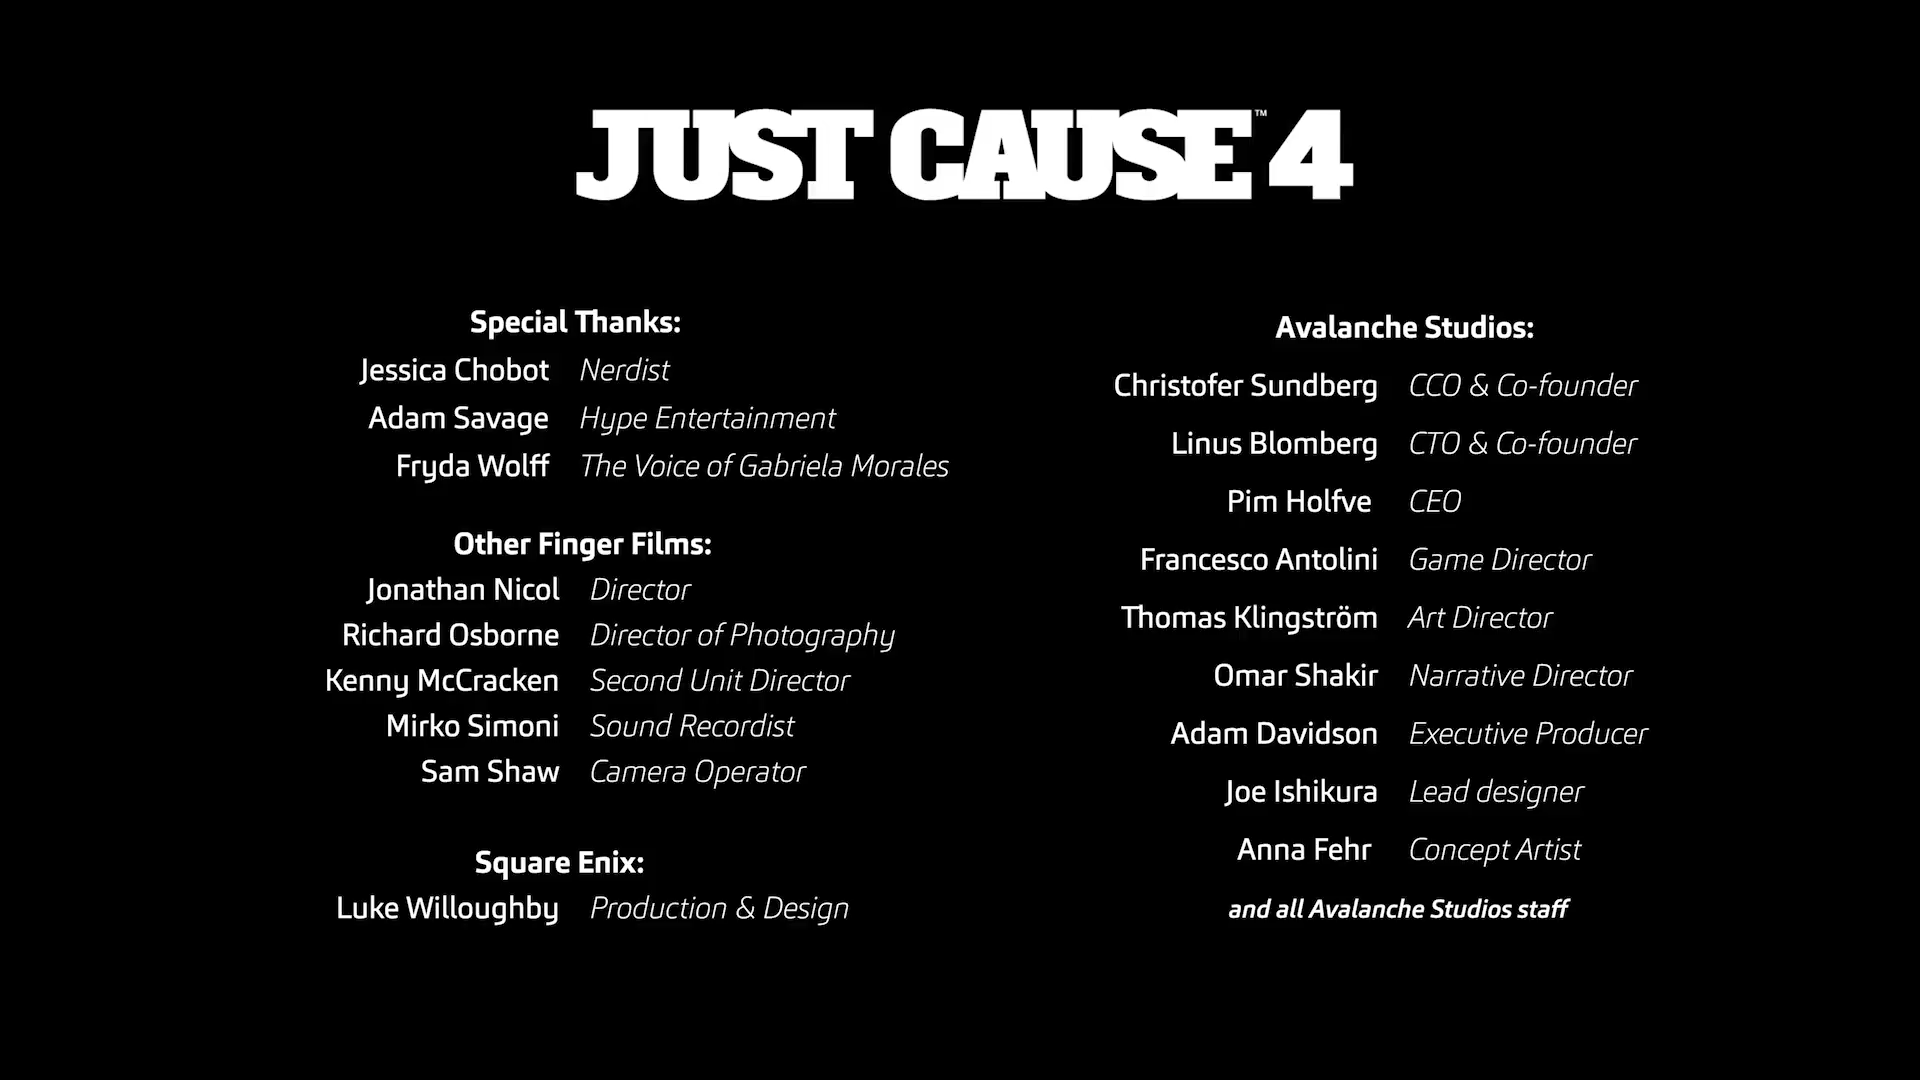 JUST CAUSE™ 4
Special Thanks:
Jessica Chobot Nerdist
Adam Savage Hype Entertainment
Fryda Wolff The Voice of Gabriela Morales
Other Finger Films:
Jonathan Nicol Director
Richard Osborne Director of Photography
Kenny McCracken Second Unit Director
Mirko Simoni Sound Recordist
Sam Shaw Camera Operator
Square Enix:
Luke Willoughby Production & Design
Avalanche Studios:
Christofer Sundberg CCO & Co-founder
Linus Blomberg CTO & Co-founder
Pim Holfve CEO
Francesco Antolini Game Director
Thomas Klingström Art Director
Omar Shakir Narrative Director
Adam Davidson Executive Producer
Joe Ishikura Lead designer
Anna Fehr Concept Artist
and all Avalanche Studios staff